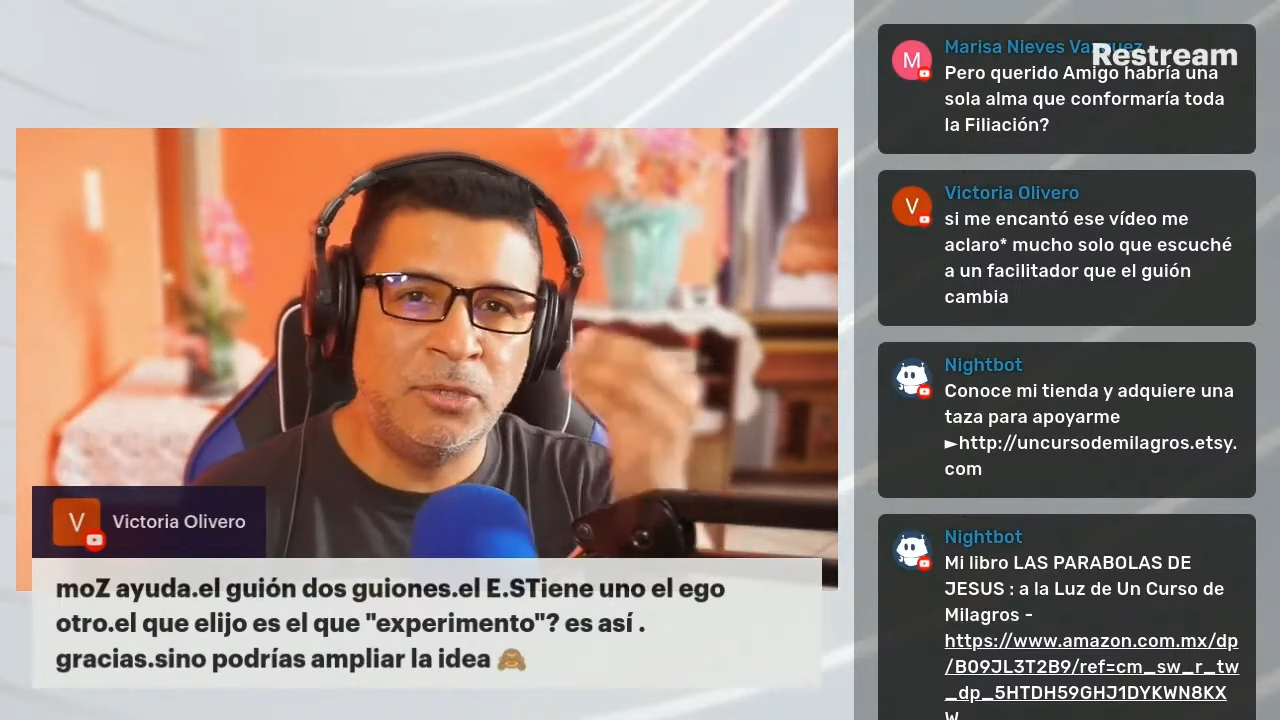 Victoria Olivero
moZ ayuda.el guión dos guiones.el E.STiene uno el ego
otro.el que elijo es el que "experimento"? es así .
gracias.sino podrías ampliar la idea 🙈
Restream
M
Marisa Nieves Vazquez
Pero querido Amigo habría una
sola alma que conformaría toda
la Filiación?
V
Victoria Olivero
si me encantó ese vídeo me
aclaro* mucho solo que escuché
a un facilitador que el guión
cambia
Nightbot
Conoce mi tienda y adquiere una
taza para apoyarme
►http://uncursodemilagros.etsy.
com
Nightbot
Mi libro LAS PARABOLAS DE
JESUS : a la Luz de Un Curso de
Milagros -
https://www.amazon.com.mx/dp
/B09JL3T2B9/ref=cm_sw_r_tw
_dp_5HTDH59GHJ1DYKWN8KX
W
V